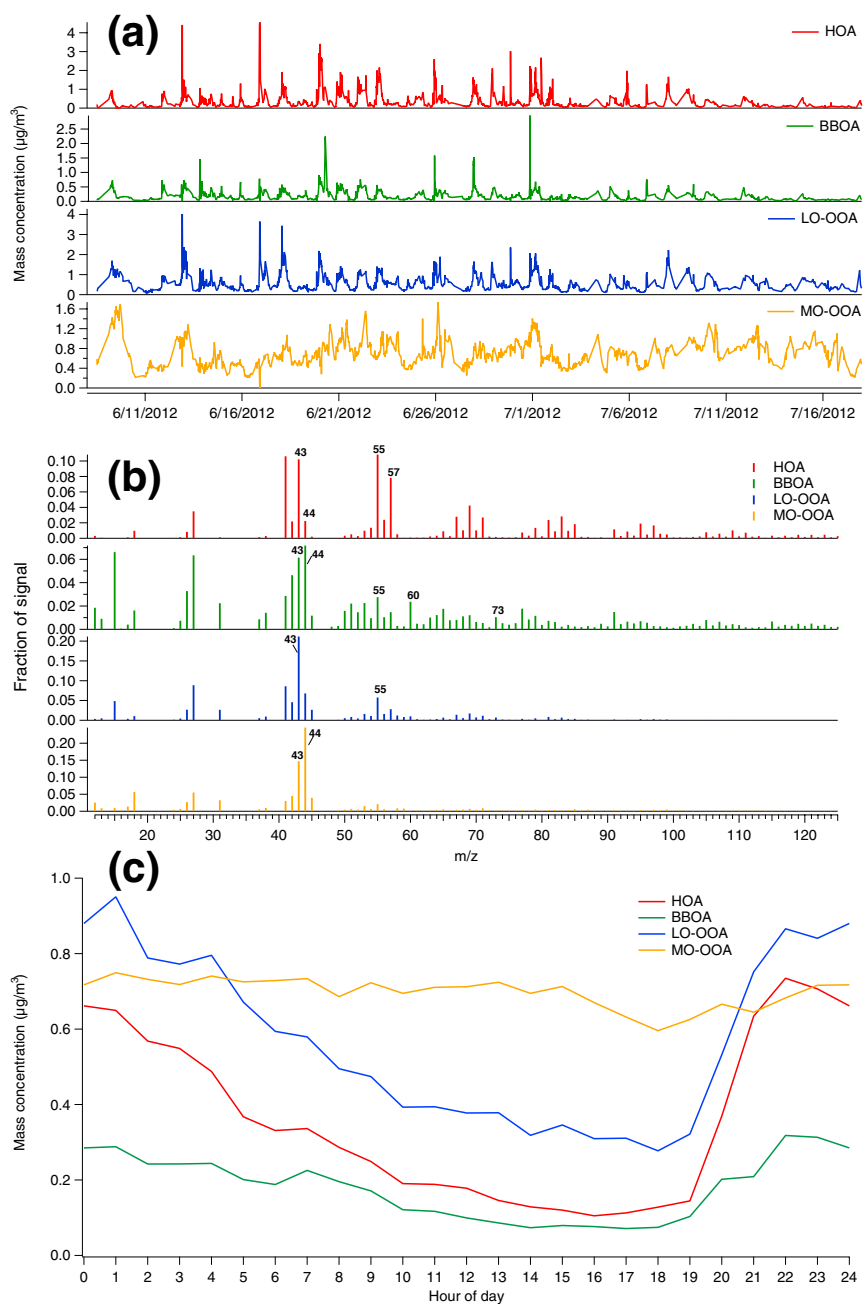 (a)
HOA
4
3
2
1
0
BBOA
2.5
2.0
1.5
1.0
0.5
0.0
LO-OOA
4
3
2
1
0
MO-OOA
1.6
1.2
0.8
0.4
0.0
Mass concentration (µg/m³)
6/11/2012 6/16/2012 6/21/2012 6/26/2012 7/1/2012 7/6/2012 7/11/2012 7/16/2012
(b)
HOA
BBOA
LO-OOA
MO-OOA
0.10
0.08
0.06
0.04
0.02
0.00
43 44 55 57
0.06
0.04
0.02
0.00
43 44 55 60 73
0.20
0.15
0.10
0.05
0.00
43 55
0.20
0.15
0.10
0.05
0.00
43 44
Fraction of signal
20 30 40 50 60 70 80 90 100 110 120
m/z
(c)
HOA
BBOA
LO-OOA
MO-OOA
1.0
0.8
0.6
0.4
0.2
0.0
Mass concentration (µg/m³)
0 1 2 3 4 5 6 7 8 9 10 11 12 13 14 15 16 17 18 19 20 21 22 23 24
Hour of day